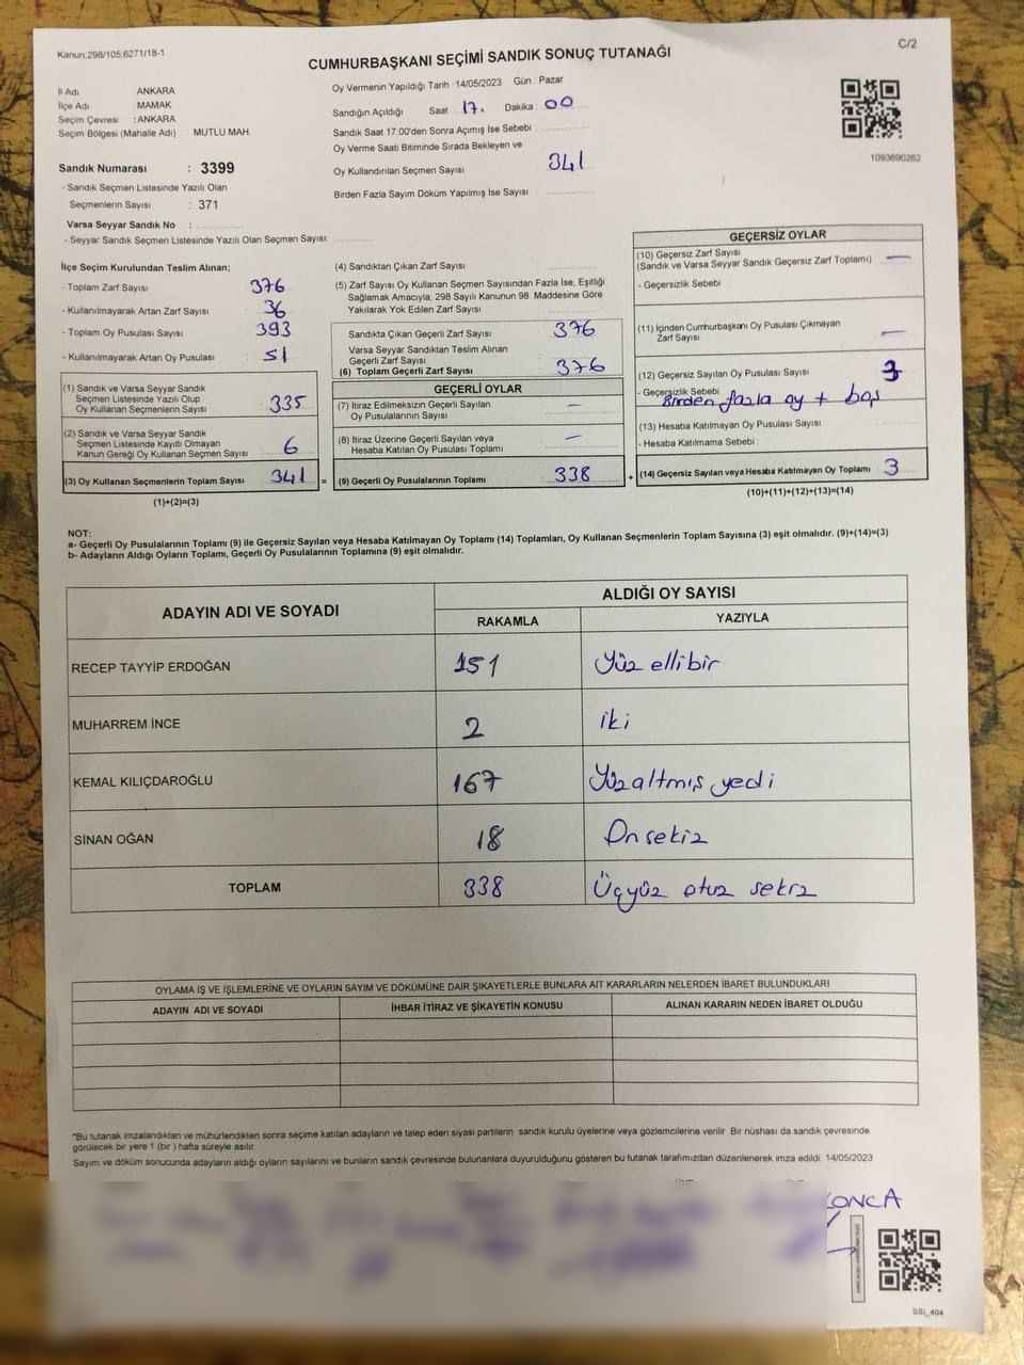 Kanun:298/105;6271/18-1
C/2
CUMHURBAŞKANI SEÇİMİ SANDIK SONUÇ TUTANAĞI
İl Adı ANKARA
İlçe Adı MAMAK
Seçim Çevresi : ANKARA
Seçim Bölgesi (Mahalle Adı) MUTLU MAH.
Sandık Numarası : 3399
- Sandık Seçmen Listesinde Yazılı Olan
Seçmenlerin Sayısı : 371
Varsa Seyyar Sandık No :
- Seyyar Sandık Seçmen Listesinde Yazılı Olan Seçmen Sayısı:
Oy Vermenin Yapıldığı Tarih 14/05/2023 Gün : Pazar
Sandığın Açıldığı Saat 17. Dakika : 00
Sandık Saat 17.00'den Sonra Açımış İse Sebebi
Oy Verme Saati Bitiminde Sırada Bekleyen ve
Oy Kullandırılan Seçmen Sayısı 341
Birden Fazla Sayım Döküm Yapılmış İse Sayısı
1093690263
İlçe Seçim Kurulundan Teslim Alınan;
- Toplam Zarf Sayısı 376
- Kullanılmayarak Artan Zarf Sayısı 36
- Toplam Oy Pusulası Sayısı 393
- Kullanılmayarak Artan Oy Pusulası 51
(1) Sandık ve Varsa Seyyar Sandık
Seçmen Listesinde Yazılı Olup
Oy Kullanan Seçmenlerin Sayısı 335
(2) Sandık ve Varsa Seyyar Sandık
Seçmen Listesinde Kayıtlı Olmayan
Kanun Gereği Oy Kullanan Seçmen Sayısı 6
(3) Oy Kullanan Seçmenlerin Toplam Sayısı 341 =
(1)+(2)=(3)
(4) Sandıktan Çıkan Zarf Sayısı
(5) Zarf Sayısı Oy Kullanan Seçmen Sayısından Fazla İse, Eşitliği
Sağlamak Amacıyla, 298 Sayılı Kanunun 98. Maddesine Göre
Yakılarak Yok Edilen Zarf Sayısı
Sandıkta Çıkan Geçerli Zarf Sayısı 376
Varsa Seyyar Sandıktan Teslim Alınan
Geçerli Zarf Sayısı
(6) Toplam Geçerli Zarf Sayısı 376
GEÇERLİ OYLAR
(7) İtiraz Edilmeksizin Geçerli Sayılan
Oy Pusulalarının Sayısı —
(8) İtiraz Üzerine Geçerli Sayılan veya
Hesaba Katılan Oy Pusulası Toplamı —
(9) Geçerli Oy Pusulalarının Toplamı 338 +
GEÇERSİZ OYLAR
(10) Geçersiz Zarf Sayısı
(Sandık ve Varsa Seyyar Sandık Geçersiz Zarf Toplamı) —
- Geçersizlik Sebebi
(11) İçinden Cumhurbaşkanı Oy Pusulası Çıkmayan
Zarf Sayısı —
(12) Geçersiz Sayılan Oy Pusulası Sayısı 3
- Geçersizlik Sebebi : Birden fazla oy + boş
(13) Hesaba Katılmayan Oy Pusulası Sayısı
- Hesaba Katılmama Sebebi :
(14) Geçersiz Sayılan veya Hesaba Katılmayan Oy Toplamı 3
(10)+(11)+(12)+(13)=(14)
NOT:
a- Geçerli Oy Pusulalarının Toplamı (9) ile Geçersiz Sayılan veya Hesaba Katılmayan Oy Toplamı (14) Toplamları, Oy Kullanan Seçmenlerin Toplam Sayısına (3) eşit olmalıdır. (9)+(14)=(3)
b- Adayların Aldığı Oyların Toplamı, Geçerli Oy Pusulalarının Toplamına (9) eşit olmalıdır.
ADAYIN ADI VE SOYADI
ALDIĞI OY SAYISI
RAKAMLA YAZIYLA
RECEP TAYYİP ERDOĞAN 151 Yüz ellibir
MUHARREM İNCE 2 iki
KEMAL KILIÇDAROĞLU 167 Yüzaltmış yedi
SİNAN OĞAN 18 Onsekiz
TOPLAM 338 Üçyüz otuz sekiz
OYLAMA İŞ VE İŞLEMLERİNE VE OYLARIN SAYIM VE DÖKÜMÜNE DAİR ŞİKAYETLERLE BUNLARA AİT KARARLARIN NELERDEN İBARET BULUNDUKLARI
ADAYIN ADI VE SOYADI İHBAR İTİRAZ VE ŞİKAYETİN KONUSU ALINAN KARARIN NEDEN İBARET OLDUĞU
*Bu tutanak imzalandıktan ve mühürlendikten sonra seçime katılan adayların ve talep eden siyasi partilerin sandık kurulu üyelerine veya gözlemcilerine verilir. Bir nüshası da sandık çevresinde
görülecek bir yere 1 (bir) hafta süreyle asılır.
Sayım ve döküm sonucunda adayların aldığı oyların sayılarını ve bunların sandık çevresinde bulunanlara duyurulduğunu gösteren bu tutanak tarafımızdan düzenlenerek imza edildi. 14/05/2023
KONCA